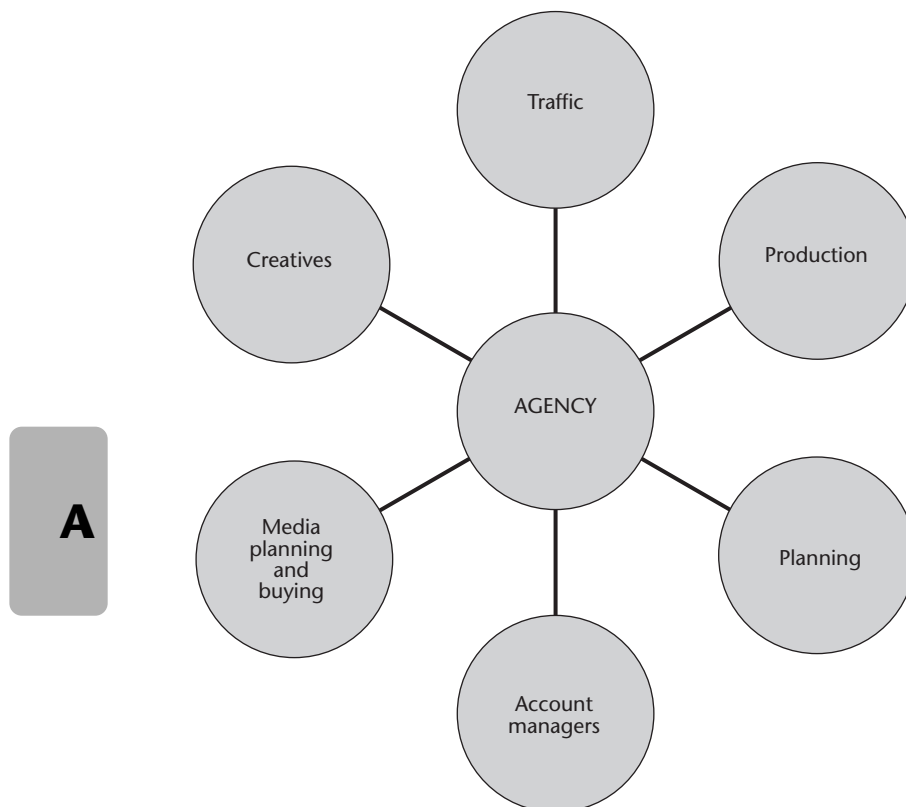 Traffic
Creatives
Production
AGENCY
A
Media
planning
and
buying
Planning
Account
managers